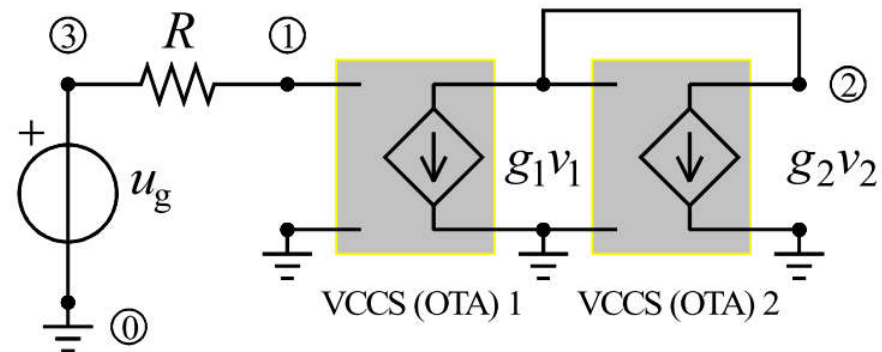 ③ R ① ②
+ u_g g_1v_1 g_2v_2
VCCS (OTA) 1 VCCS (OTA) 2
⓪